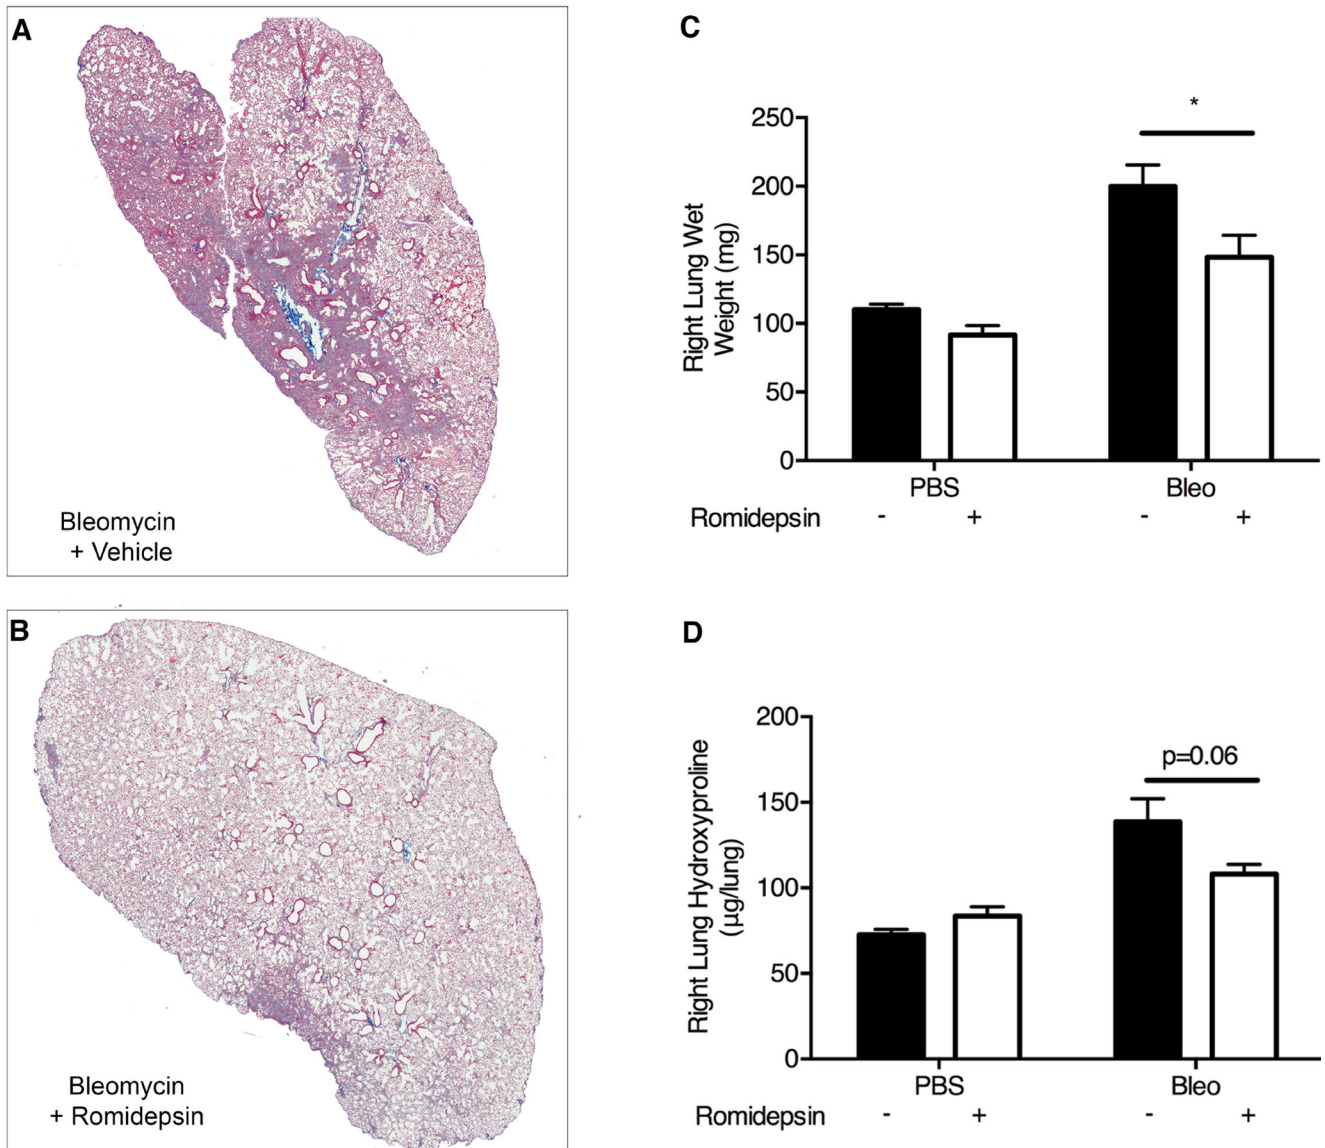 A
Bleomycin
+ Vehicle
B
Bleomycin
+ Romidepsin
C
*
Right Lung Wet
Weight (mg)
250
200
150
100
50
0
PBS
Bleo
Romidepsin - + - +
D
p=0.06
Right Lung Hydroxyproline
(µg/lung)
200
150
100
50
0
PBS
Bleo
Romidepsin - + - +